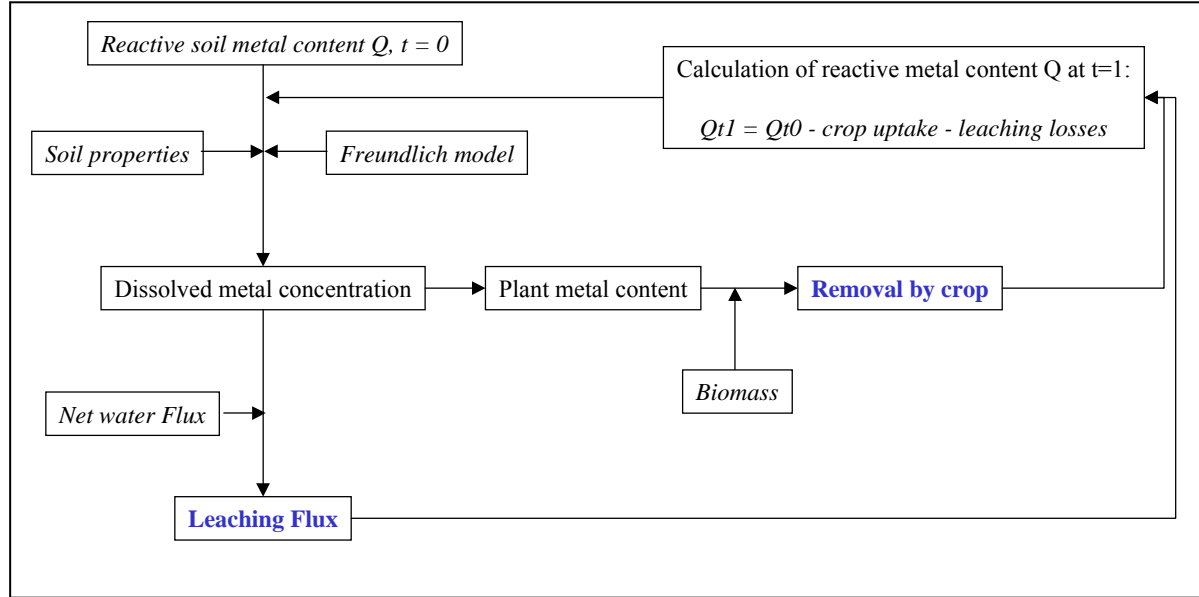 Reactive soil metal content Q, t = 0
Calculation of reactive metal content Q at t=1:
Qt1 = Qt0 - crop uptake - leaching losses
Soil properties
Freundlich model
Dissolved metal concentration
Plant metal content
Removal by crop
Biomass
Net water Flux
Leaching Flux